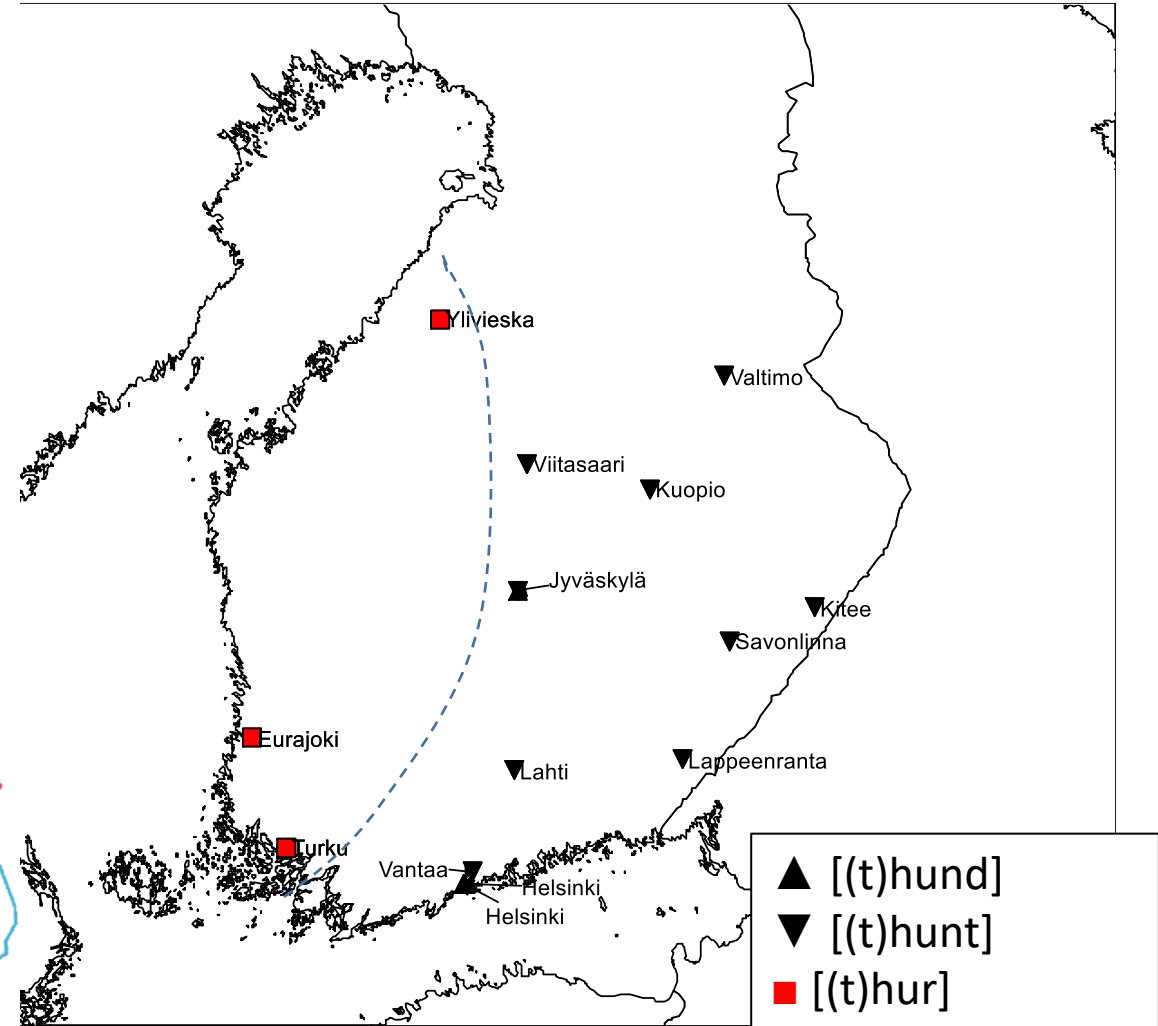 Ylivieska
Valtimo
Viitasaari
Kuopio
Jyväskylä
Kitee
Savonlinna
Eurajoki
Lappeenranta
Lahti
Turku
Vantaa
Helsinki
Helsinki
▲ [(t)hund]
▼ [(t)hunt]
■ [(t)hur]